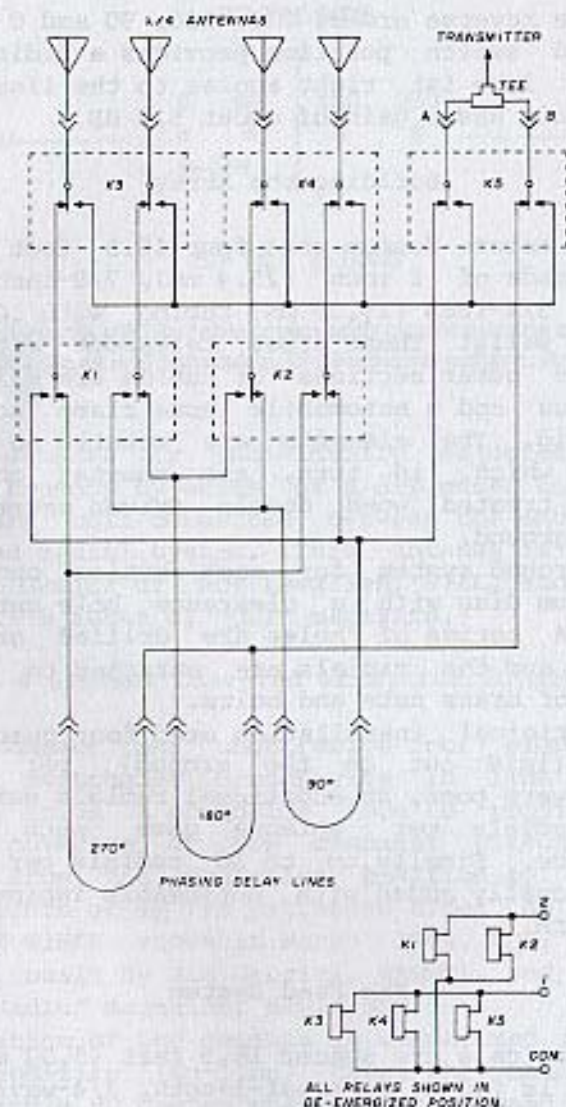 λ/4 ANTENNAS
TRANSMITTER
TEE
A B
K3 K4 K5
K1 K2
90°
180°
270°
PHASING DELAY LINES
2
K1 K2
1
K3 K4 K5
COM.
ALL RELAYS SHOWN IN
DE-ENERGIZED POSITION